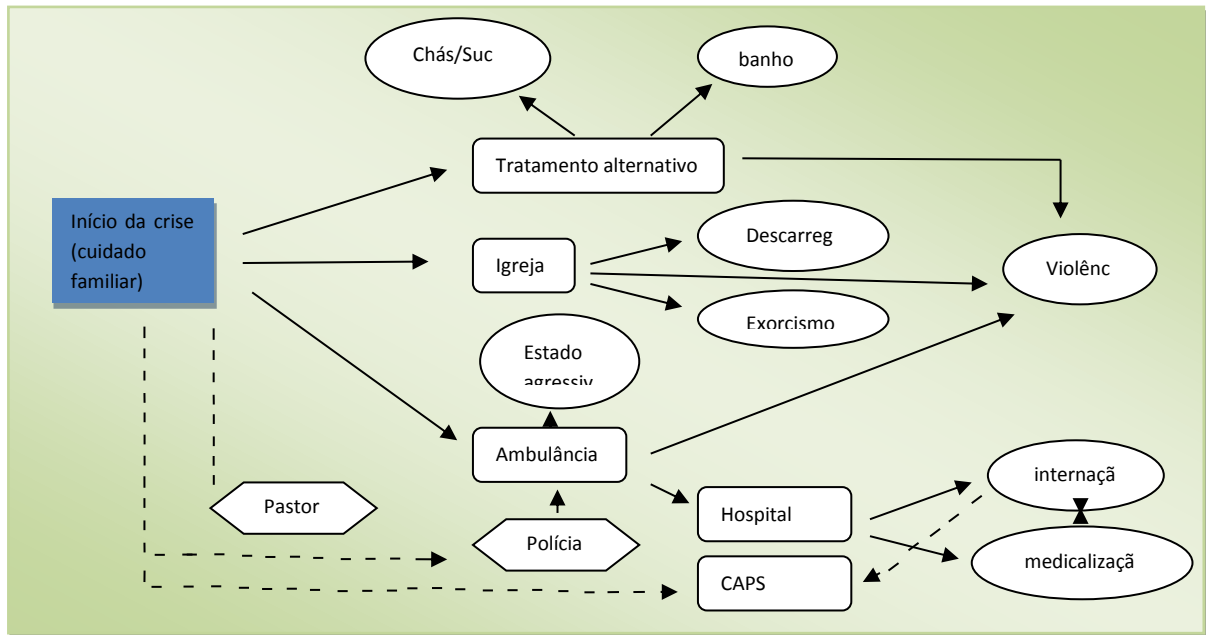 Chás/Suc
banho
Tratamento alternativo
Início da crise
(cuidado
familiar)
Igreja
Descarreg
Violênc
Exorcismo
Estado
agressiv
Ambulância
internaçã
Pastor
Hospital
Polícia
medicalizaçã
CAPS